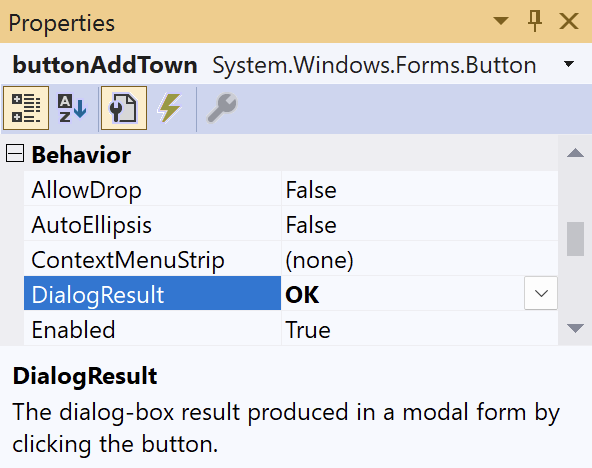 Properties
buttonAddTown System.Windows.Forms.Button
A
Z
Behavior
AllowDrop False
AutoEllipsis False
ContextMenuStrip (none)
DialogResult OK
Enabled True
DialogResult
The dialog-box result produced in a modal form by
clicking the button.